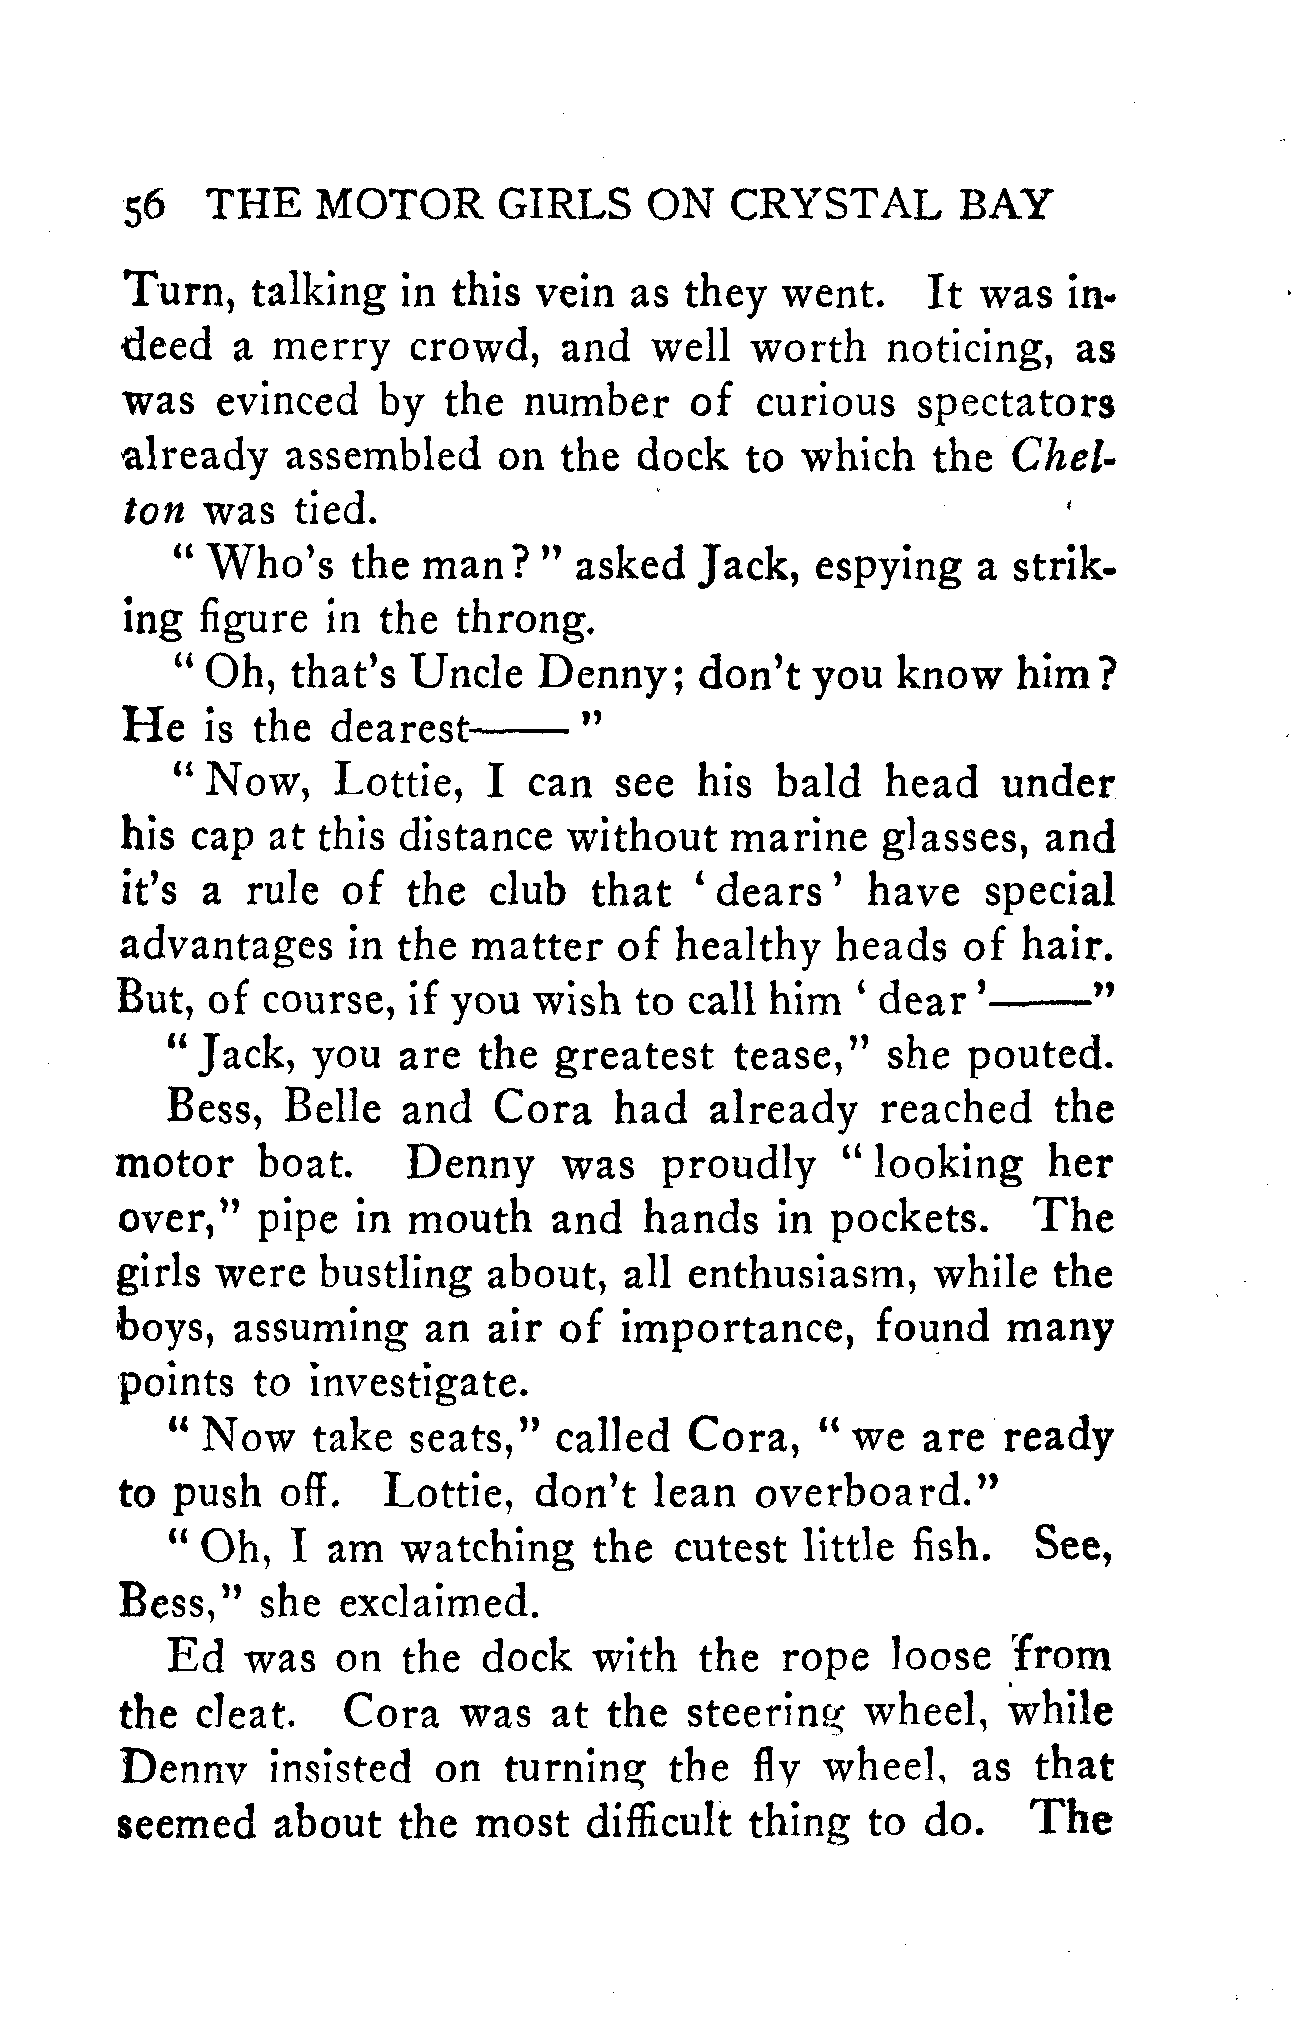 56 THE MOTOR GIRLS ON CRYSTAL BAY
Turn, talking in this vein as they went. It was in-
deed a merry crowd, and well worth noticing, as
was evinced by the number of curious spectators
already assembled on the dock to which the Chel-
ton was tied.
“ Who’s the man? ” asked Jack, espying a strik-
ing figure in the throng.
“ Oh, that’s Uncle Denny; don’t you know him?
He is the dearest—— ”
“ Now, Lottie, I can see his bald head under
his cap at this distance without marine glasses, and
it’s a rule of the club that ‘ dears ’ have special
advantages in the matter of healthy heads of hair.
But, of course, if you wish to call him ‘ dear ’——”
“ Jack, you are the greatest tease,” she pouted.
Bess, Belle and Cora had already reached the
motor boat. Denny was proudly “ looking her
over,” pipe in mouth and hands in pockets. The
girls were bustling about, all enthusiasm, while the
boys, assuming an air of importance, found many
points to investigate.
“ Now take seats,” called Cora, “ we are ready
to push off. Lottie, don’t lean overboard.”
“ Oh, I am watching the cutest little fish. See,
Bess,” she exclaimed.
Ed was on the dock with the rope loose from
the cleat. Cora was at the steering wheel, while
Denny insisted on turning the fly wheel, as that
seemed about the most difficult thing to do. The